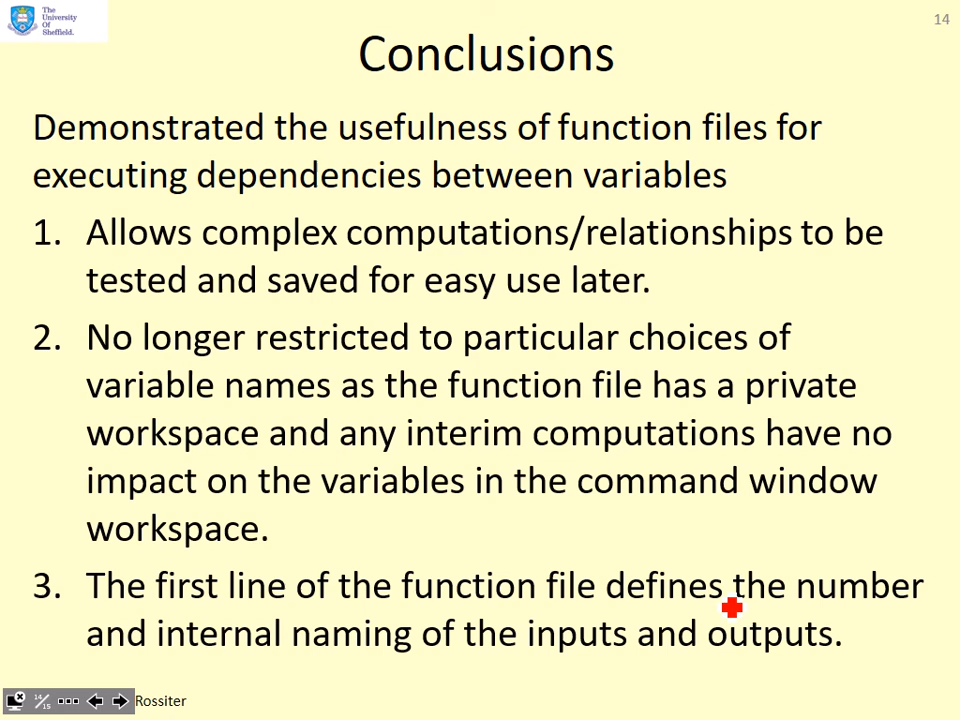 The
University
Of
Sheffield.
14
Conclusions
Demonstrated the usefulness of function files for
executing dependencies between variables
1. Allows complex computations/relationships to be
tested and saved for easy use later.
2. No longer restricted to particular choices of
variable names as the function file has a private
workspace and any interim computations have no
impact on the variables in the command window
workspace.
3. The first line of the function file defines the number
and internal naming of the inputs and outputs.
14/15
Rossiter